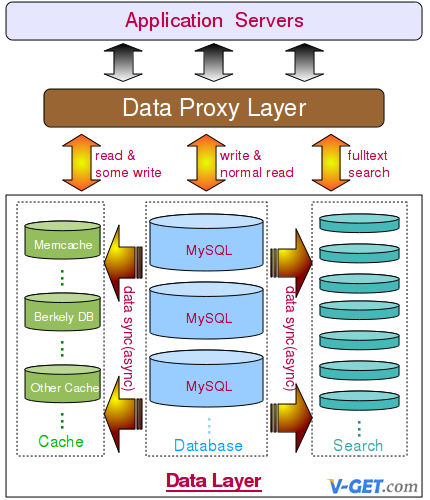 Application Servers
Data Proxy Layer
read &
some write
write &
normal read
fulltext
search
Memcache
Berkely DB
Other Cache
Cache
data sync(async)
MySQL
MySQL
MySQL
Database
data sync(async)
Search
Data Layer
V-GET.com